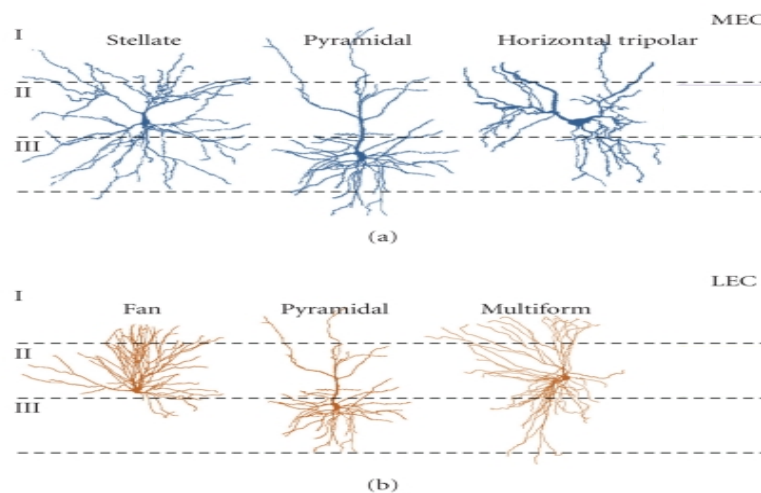 MEC
I
Stellate Pyramidal Horizontal tripolar
II
III
(a)
LEC
I
Fan Pyramidal Multiform
II
III
(b)